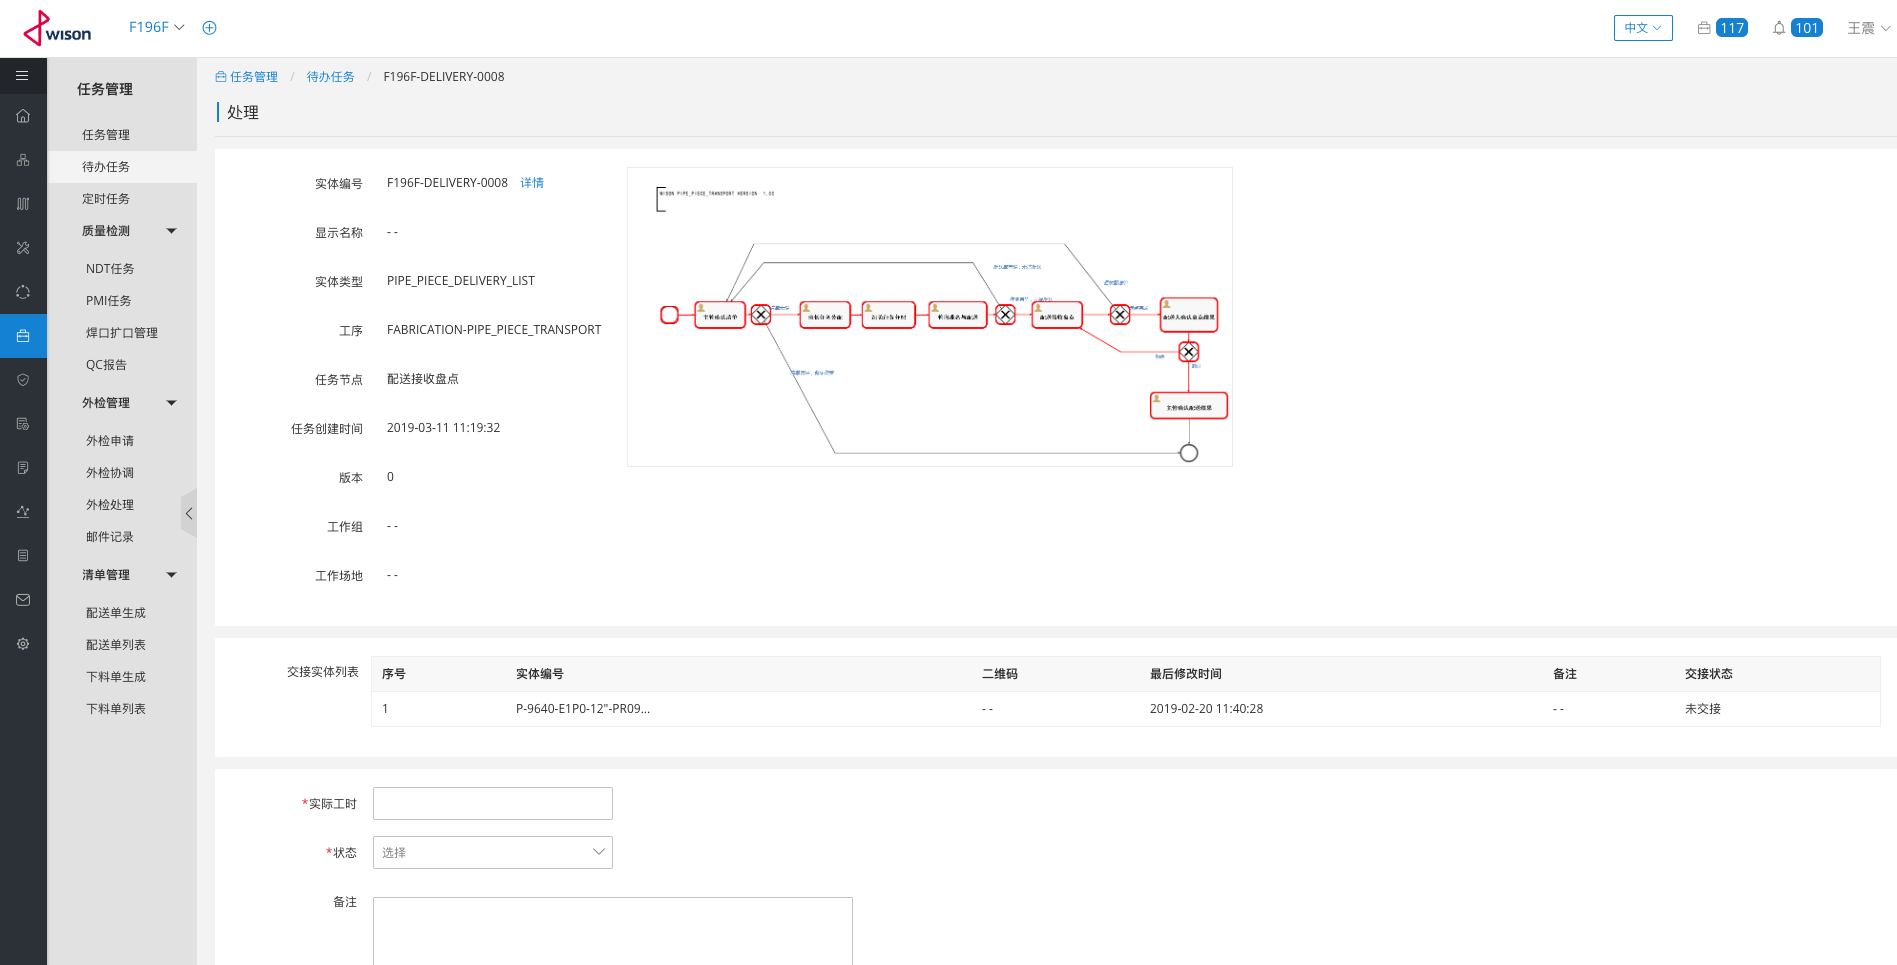 wison
F196F
中文
117
101
王震
任务管理
任务管理
待办任务
定时任务
质量检测
NDT任务
PMI任务
焊口扩口管理
QC报告
外检管理
外检申请
外检协调
外检处理
邮件记录
清单管理
配送单生成
配送单列表
下料单生成
下料单列表
任务管理 / 待办任务 / F196F-DELIVERY-0008
处理
实体编号 F196F-DELIVERY-0008 详情
显示名称 - -
实体类型 PIPE_PIECE_DELIVERY_LIST
工序 FABRICATION-PIPE_PIECE_TRANSPORT
任务节点 配送接收盘点
任务创建时间 2019-03-11 11:19:32
版本 0
工作组 - -
工作场地 - -
交接实体列表
序号 实体编号 二维码 最后修改时间 备注 交接状态
1 P-9640-E1P0-12"-PR09... - - 2019-02-20 11:40:28 - - 未交接
*实际工时
*状态 选择
备注